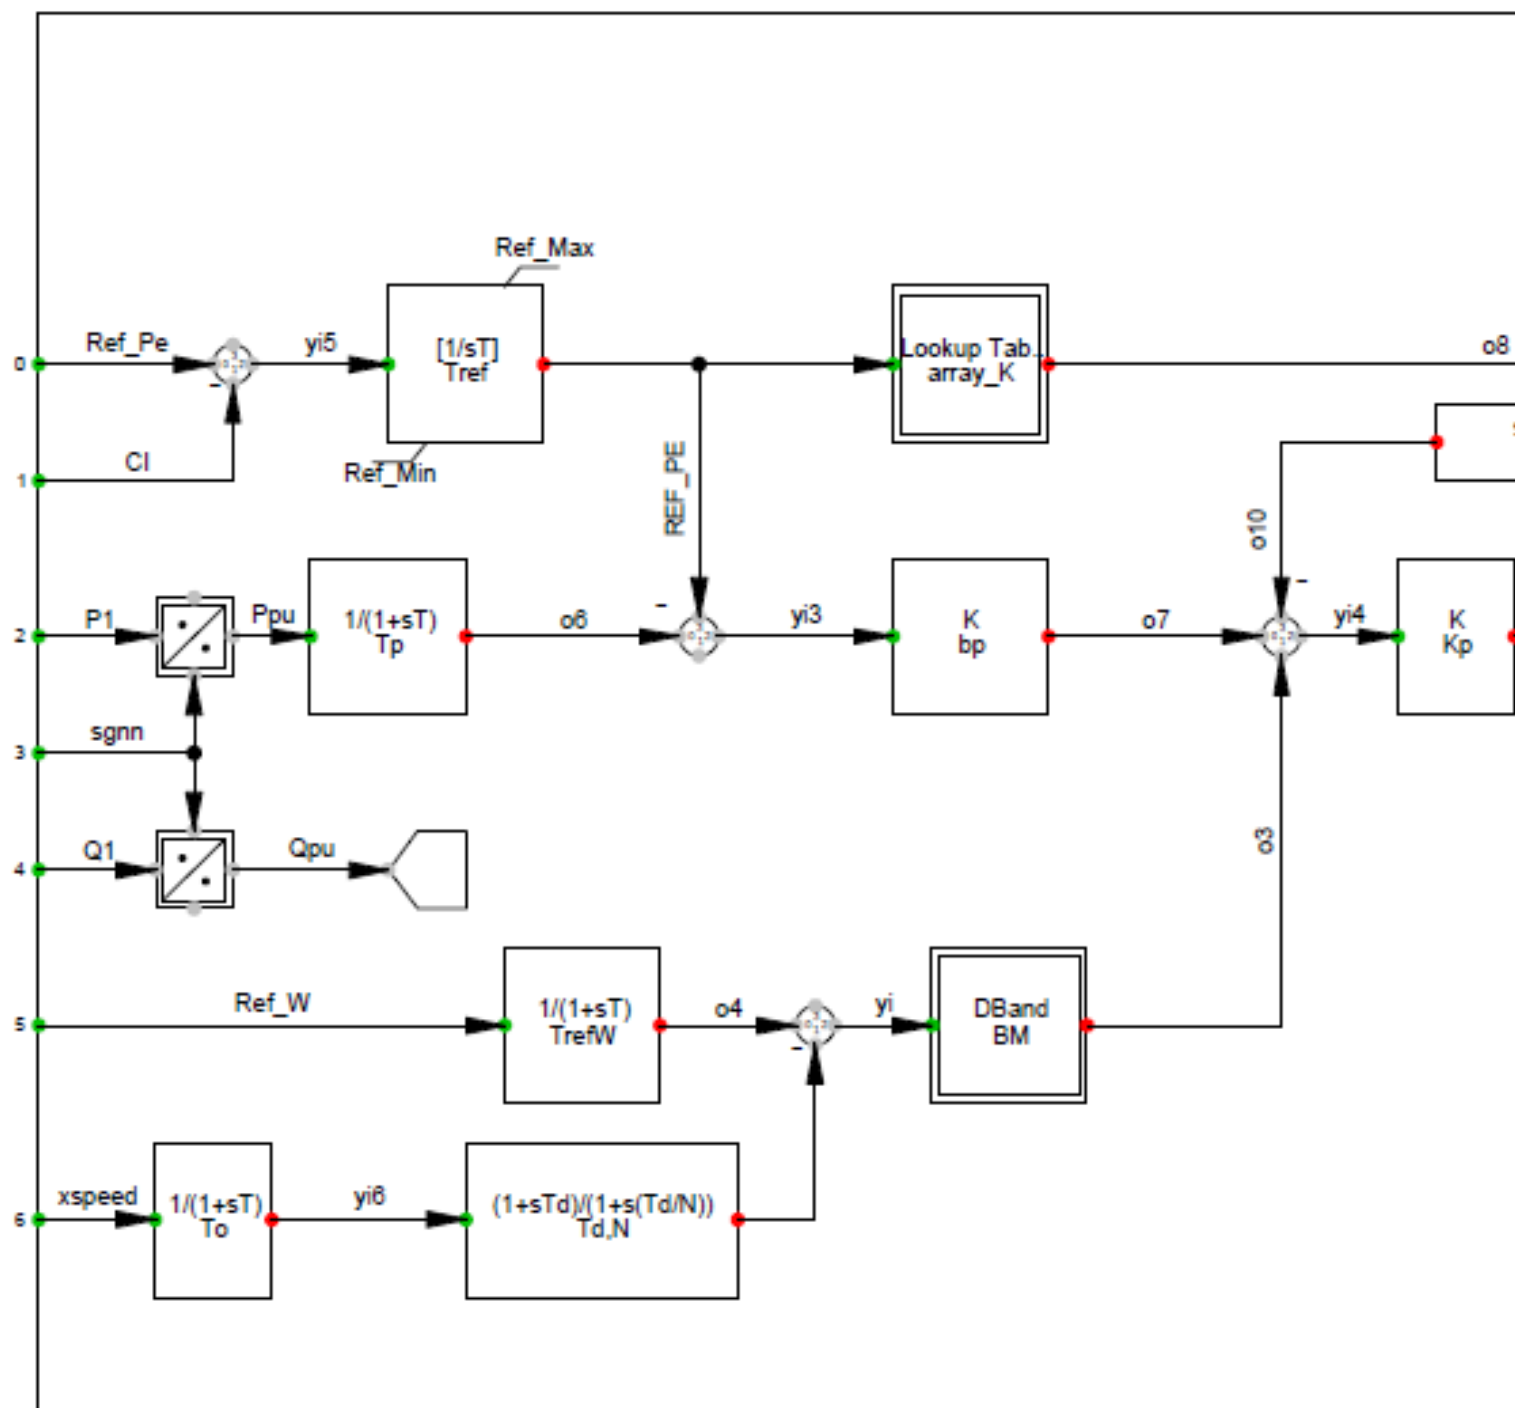 Ref_Max
Ref_Pe
yi5
[1/sT]
Tref
Lookup Tab..
array_K
o8
0
-
CI
1
Ref_Min
REF_PE
o10
P1
Ppu
1/(1+sT)
Tp
o6
-
yi3
K
bp
o7
-
yi4
K
Kp
2
sgnn
3
Q1
Qpu
4
o3
Ref_W
1/(1+sT)
TrefW
o4
-
yi
DBand
BM
5
xspeed
1/(1+sT)
To
yi6
(1+sTd)/(1+s(Td/N))
Td,N
6